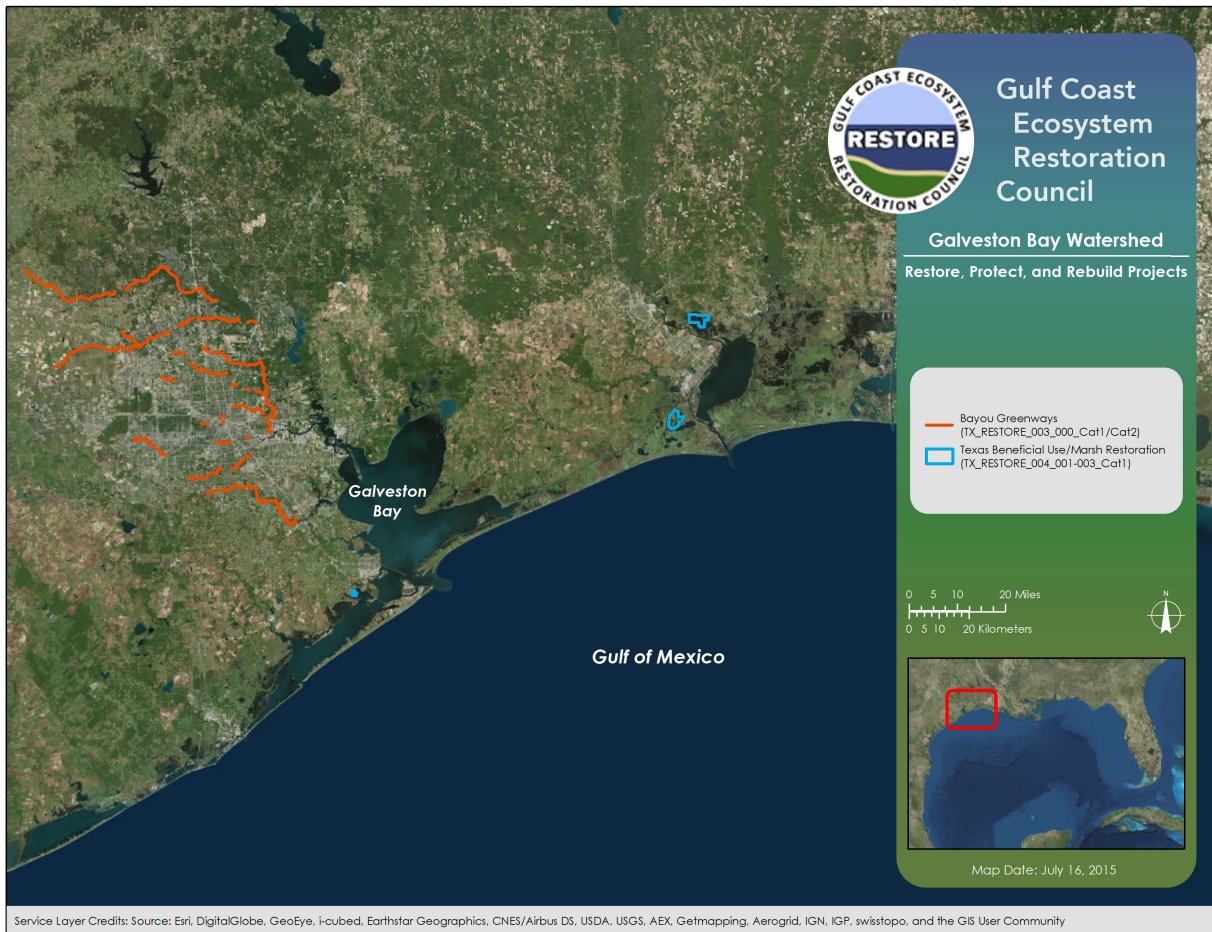 GULF COAST ECOSYSTEM
RESTORE
RESTORATION COUNCIL
Gulf Coast
Ecosystem
Restoration
Council
Galveston Bay Watershed
Restore, Protect, and Rebuild Projects
Bayou Greenways
(TX_RESTORE_003_000_Cat1/Cat2)
Texas Beneficial Use/Marsh Restoration
(TX_RESTORE_004_001-003_Cat1)
Galveston
Bay
Gulf of Mexico
0 5 10 20 Miles
0 5 10 20 Kilometers
N
Map Date: July 16, 2015
Service Layer Credits: Source: Esri, DigitalGlobe, GeoEye, i-cubed, Earthstar Geographics, CNES/Airbus DS, USDA, USGS, AEX, Getmapping, Aerogrid, IGN, IGP, swisstopo, and the GIS User Community